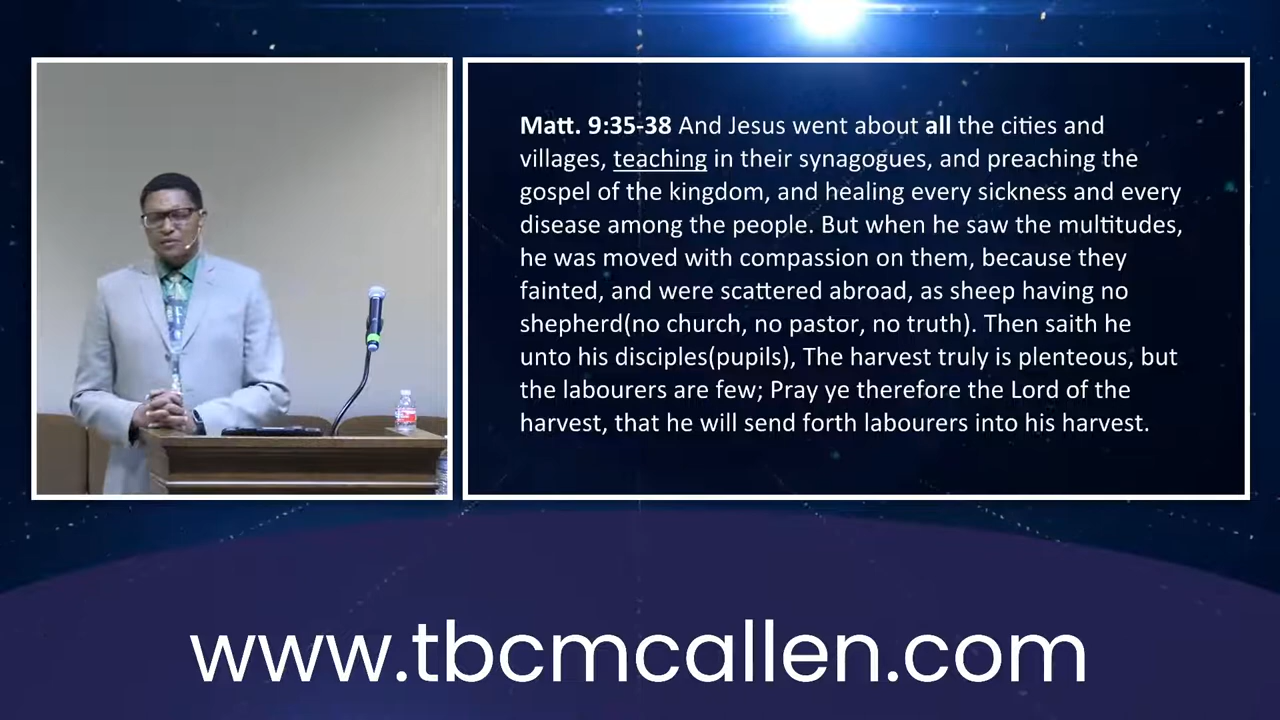 Matt. 9:35-38 And Jesus went about all the cities and
villages, teaching in their synagogues, and preaching the
gospel of the kingdom, and healing every sickness and every
disease among the people. But when he saw the multitudes,
he was moved with compassion on them, because they
fainted, and were scattered abroad, as sheep having no
shepherd(no church, no pastor, no truth). Then saith he
unto his disciples(pupils), The harvest truly is plenteous, but
the labourers are few; Pray ye therefore the Lord of the
harvest, that he will send forth labourers into his harvest.
www.tbcmcallen.com